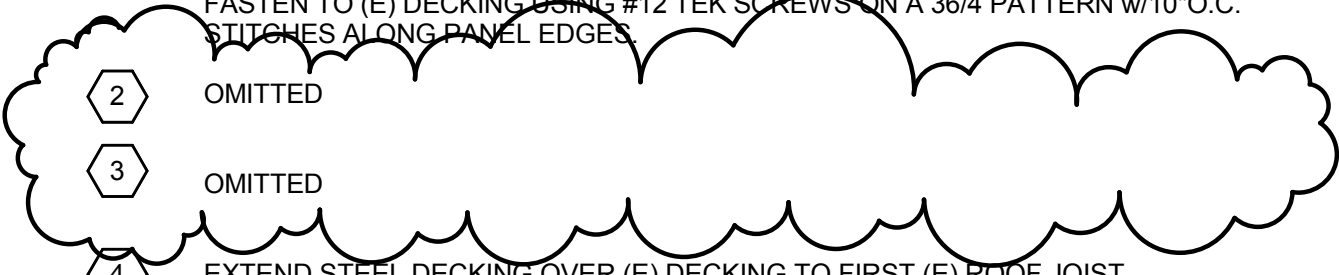 FASTEN TO (E) DECKING USING #12 TEK SCREWS ON A 36/4 PATTERN w/10"O.C.
STITCHES ALONG PANEL EDGES.
2 OMITTED
3 OMITTED
4 EXTEND STEEL DECKING OVER (E) DECKING TO FIRST (E) ROOF JOIST